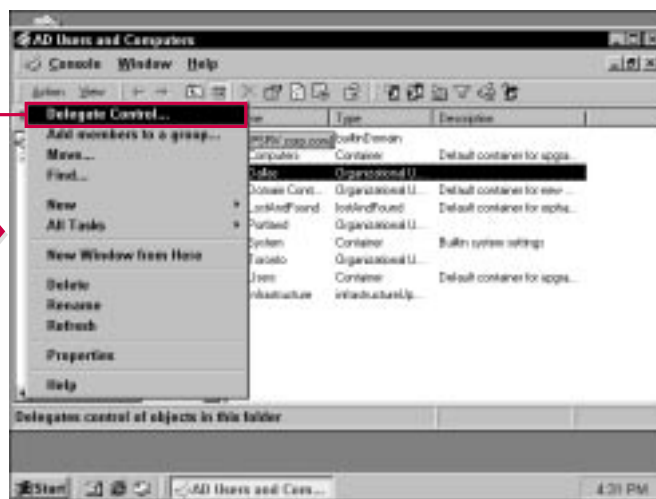 AD Users and Computers
Console Window Help
Action View
Delegate Control...
Add members to a group...
Move...
Find...
New
All Tasks
New Window from Here
Delete
Rename
Refresh
Properties
Help
Type Description
builtinDomain
Computers Container Default container for upgra...
Dallas Organizational U...
Domain Cont... Organizational U... Default container for new ...
LostAndFound lostAndFound Default container for orpha...
Portland Organizational U...
System Container Builtin system settings
Toronto Organizational U...
Users Container Default container for upgra...
Infrastructure infrastructureUp...
Delegates control of objects in this folder
Start AD Users and Com... 4:31 PM